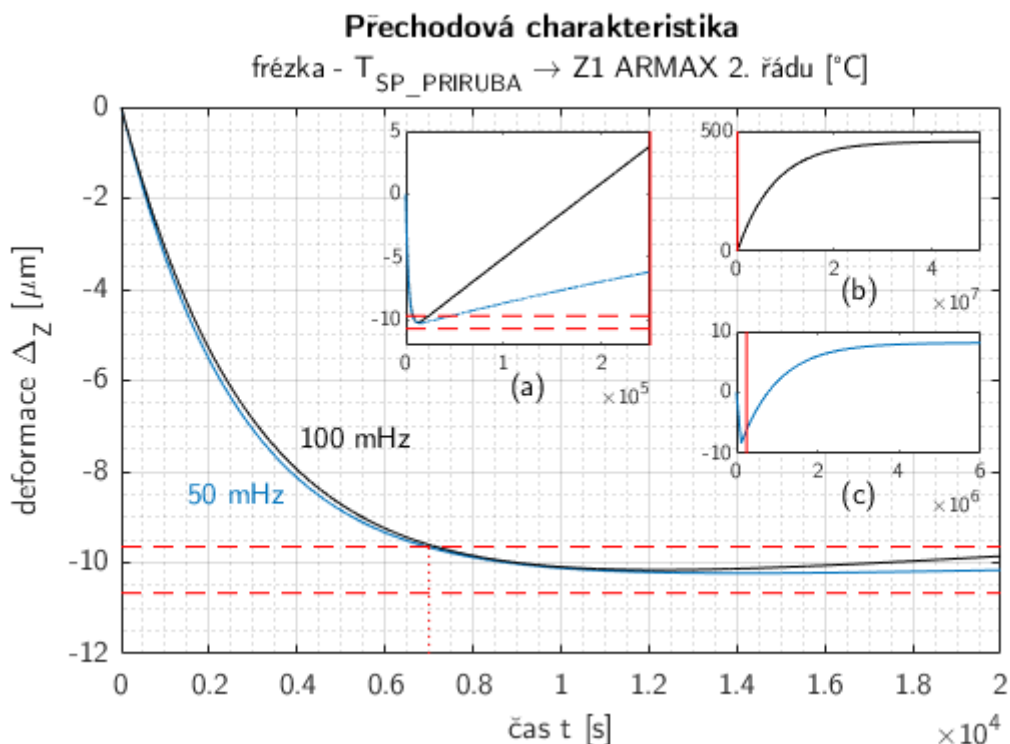 Přechodová charakteristika
frézka - T_SP_PRIRUBA → Z1 ARMAX 2. řádu [°C]
deformace Δ_Z [μm]
0
-2
-4
-6
-8
-10
-12
100 mHz
50 mHz
5
0
-5
-10
0 1 2
(a) ×10^5
500
0
0 2 4
(b) ×10^7
10
0
-10
0 2 4 6
(c) ×10^6
0 0.2 0.4 0.6 0.8 1 1.2 1.4 1.6 1.8 2
čas t [s]
×10^4